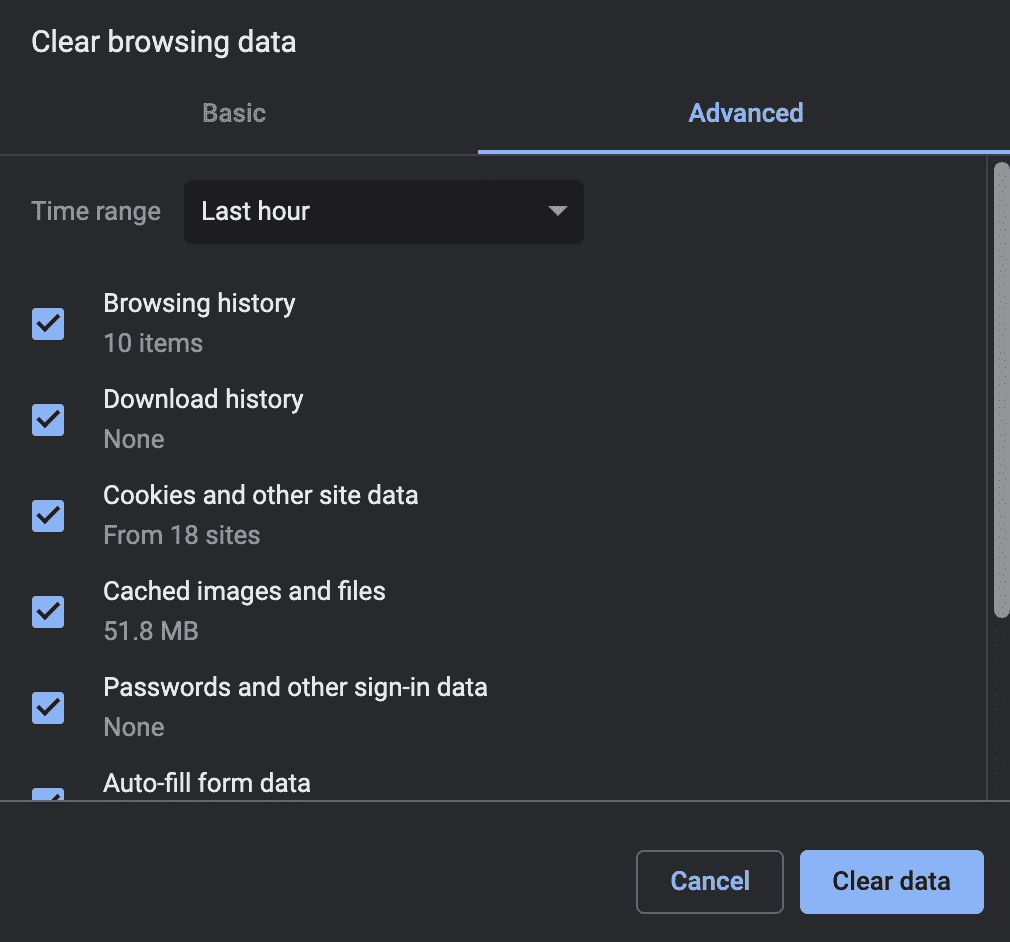 Clear browsing data
Basic
Advanced
Time range
Last hour
Browsing history
10 items
Download history
None
Cookies and other site data
From 18 sites
Cached images and files
51.8 MB
Passwords and other sign-in data
None
Auto-fill form data
Cancel
Clear data